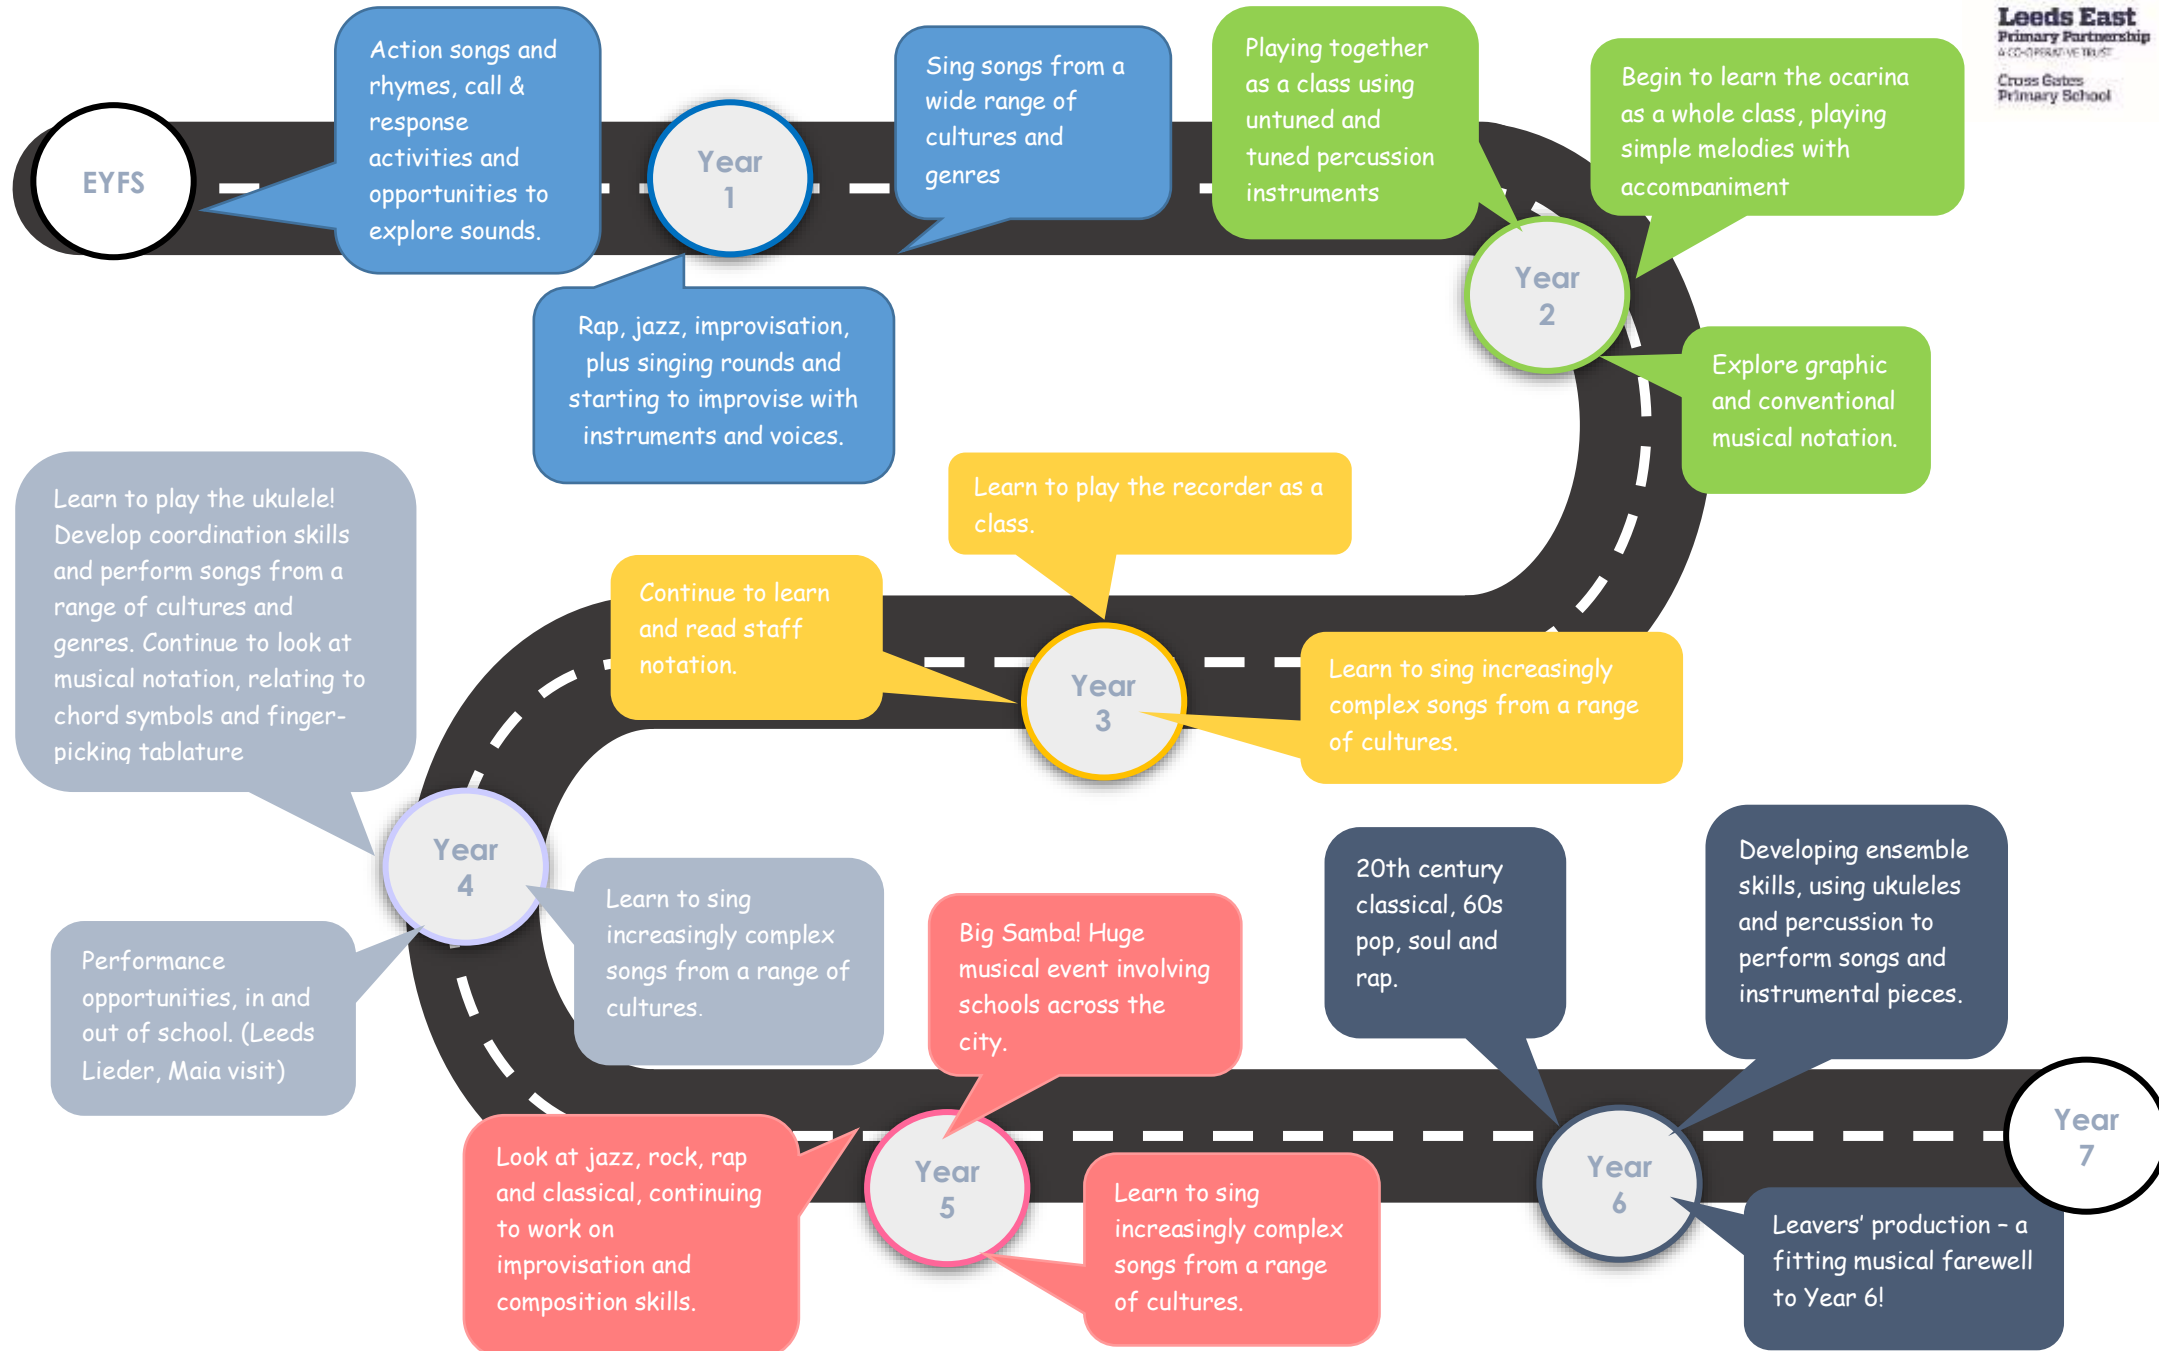 Leeds East
Primary Partnership
A CO-OPERATIVE TRUST
Cross Gates
Primary School
EYFS
Action songs and
rhymes, call &
response
activities and
opportunities to
explore sounds.
Year
1
Sing songs from a
wide range of
cultures and
genres
Rap, jazz, improvisation,
plus singing rounds and
starting to improvise with
instruments and voices.
Playing together
as a class using
untuned and
tuned percussion
instruments
Begin to learn the ocarina
as a whole class, playing
simple melodies with
accompaniment
Year
2
Explore graphic
and conventional
musical notation.
Learn to play the recorder as a
class.
Continue to learn
and read staff
notation.
Year
3
Learn to sing increasingly
complex songs from a range
of cultures.
Learn to play the ukulele!
Develop coordination skills
and perform songs from a
range of cultures and
genres. Continue to look at
musical notation, relating to
chord symbols and finger-
picking tablature
Year
4
Learn to sing
increasingly complex
songs from a range of
cultures.
Performance
opportunities, in and
out of school. (Leeds
Lieder, Maia visit)
Big Samba! Huge
musical event involving
schools across the
city.
Look at jazz, rock, rap
and classical, continuing
to work on
improvisation and
composition skills.
Year
5
Learn to sing
increasingly complex
songs from a range
of cultures.
20th century
classical, 60s
pop, soul and
rap.
Developing ensemble
skills, using ukuleles
and percussion to
perform songs and
instrumental pieces.
Year
6
Leavers’ production – a
fitting musical farewell
to Year 6!
Year
7